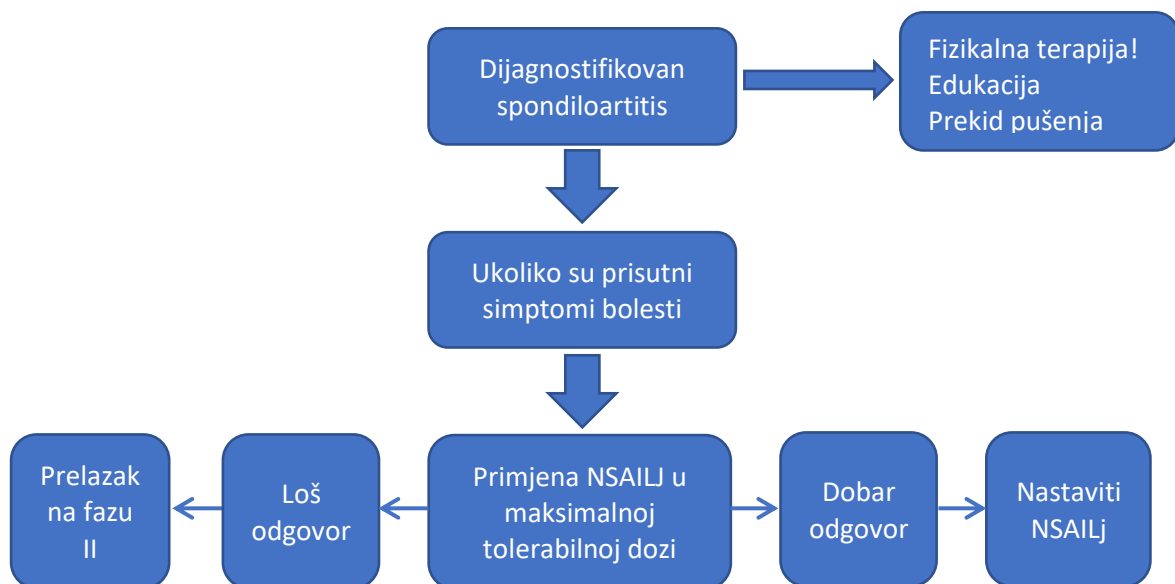 Dijagnostifikovan
spondiloartitis
Fizikalna terapija!
Edukacija
Prekid pušenja
Ukoliko su prisutni
simptomi bolesti
Prelazak
na fazu
II
Loš
odgovor
Primjena NSAILJ u
maksimalnoj
tolerabilnoj dozi
Dobar
odgovor
Nastaviti
NSAILj